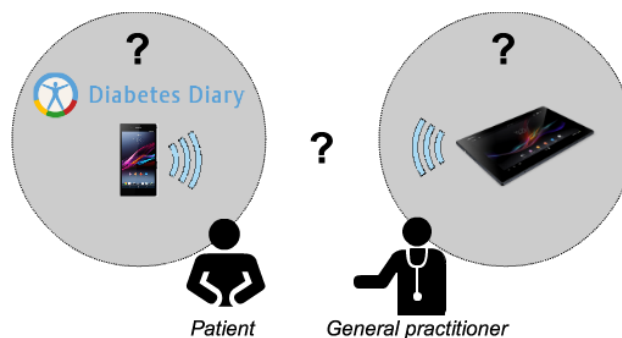 ? ?
Diabetes Diary
?
Patient General practitioner